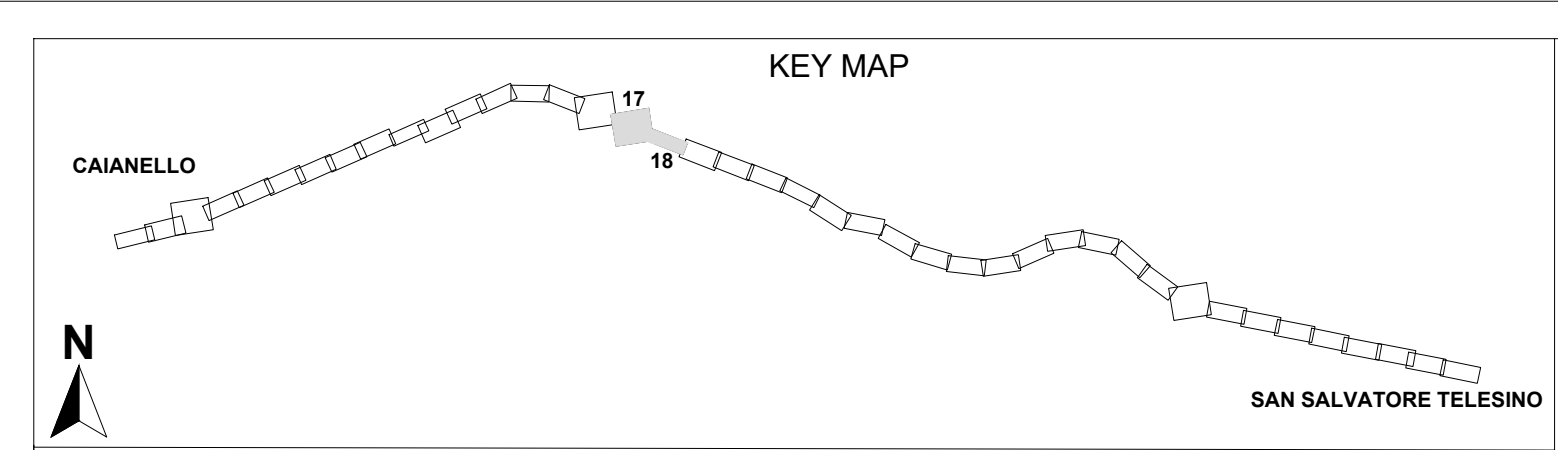 KEY MAP
17
CAIANELLO
18
N
SAN SALVATORE TELESINO